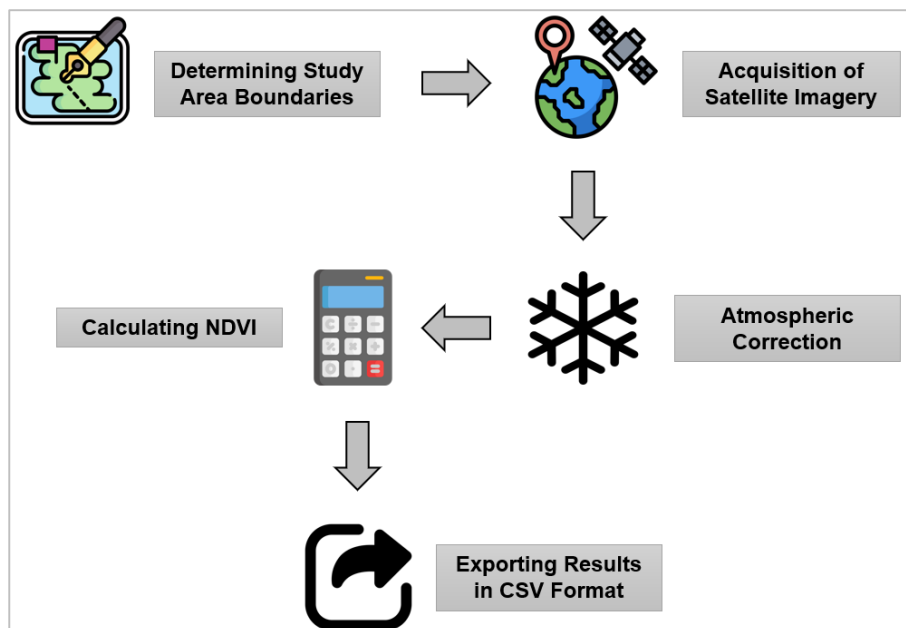 Determining Study
Area Boundaries
Acquisition of
Satellite Imagery
Atmospheric
Correction
Calculating NDVI
Exporting Results
in CSV Format